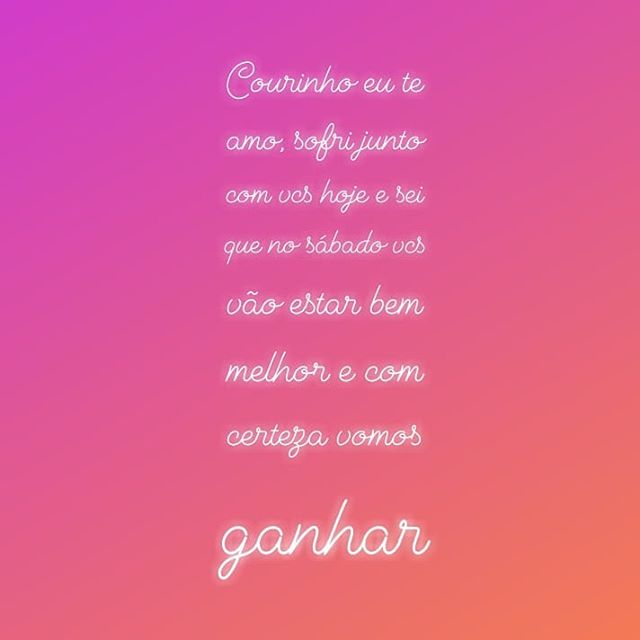 Courinho eu te
amo, sofri junto
com vcs hoje e sei
que no sábado vcs
vão estar bem
melhor e com
certeza vomos
ganhar